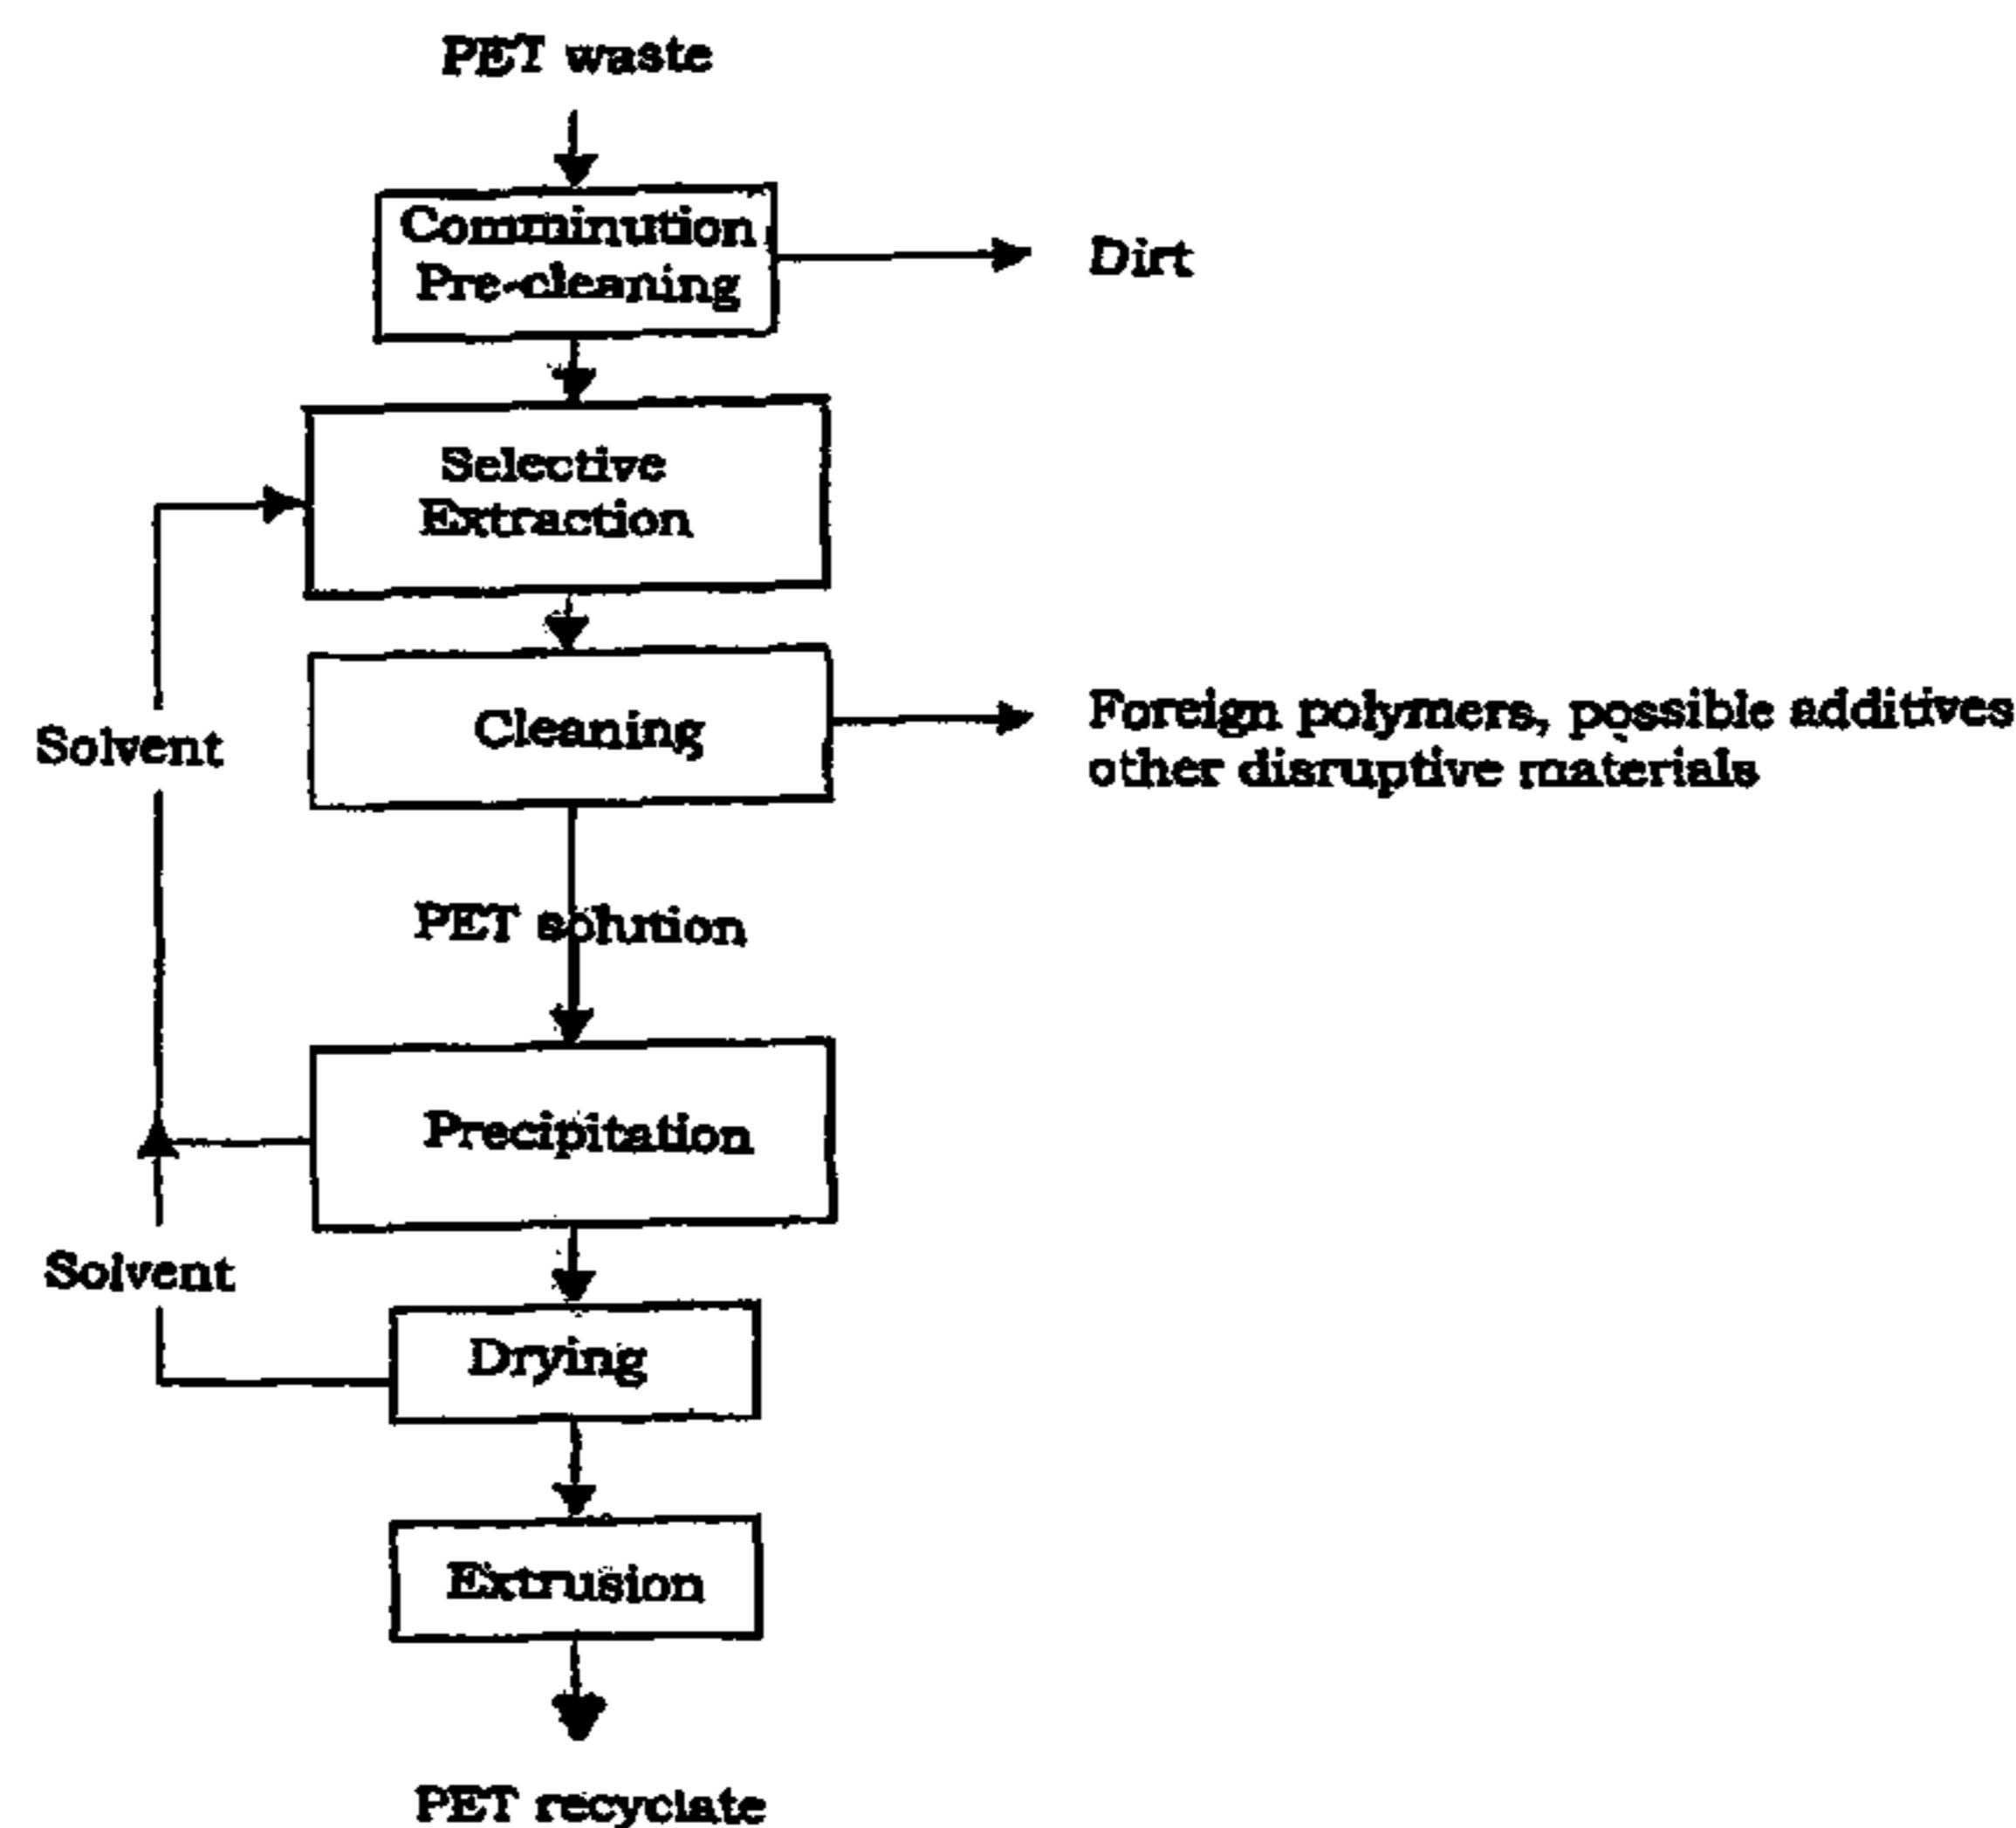 PET waste
Comminution
Pre-cleaning
Dirt
Selective
Extraction
Cleaning
Foreign polymers, possible additives
other disruptive materials
Solvent
PET solution
Precipitation
Solvent
Drying
Extrusion
PET recyclate